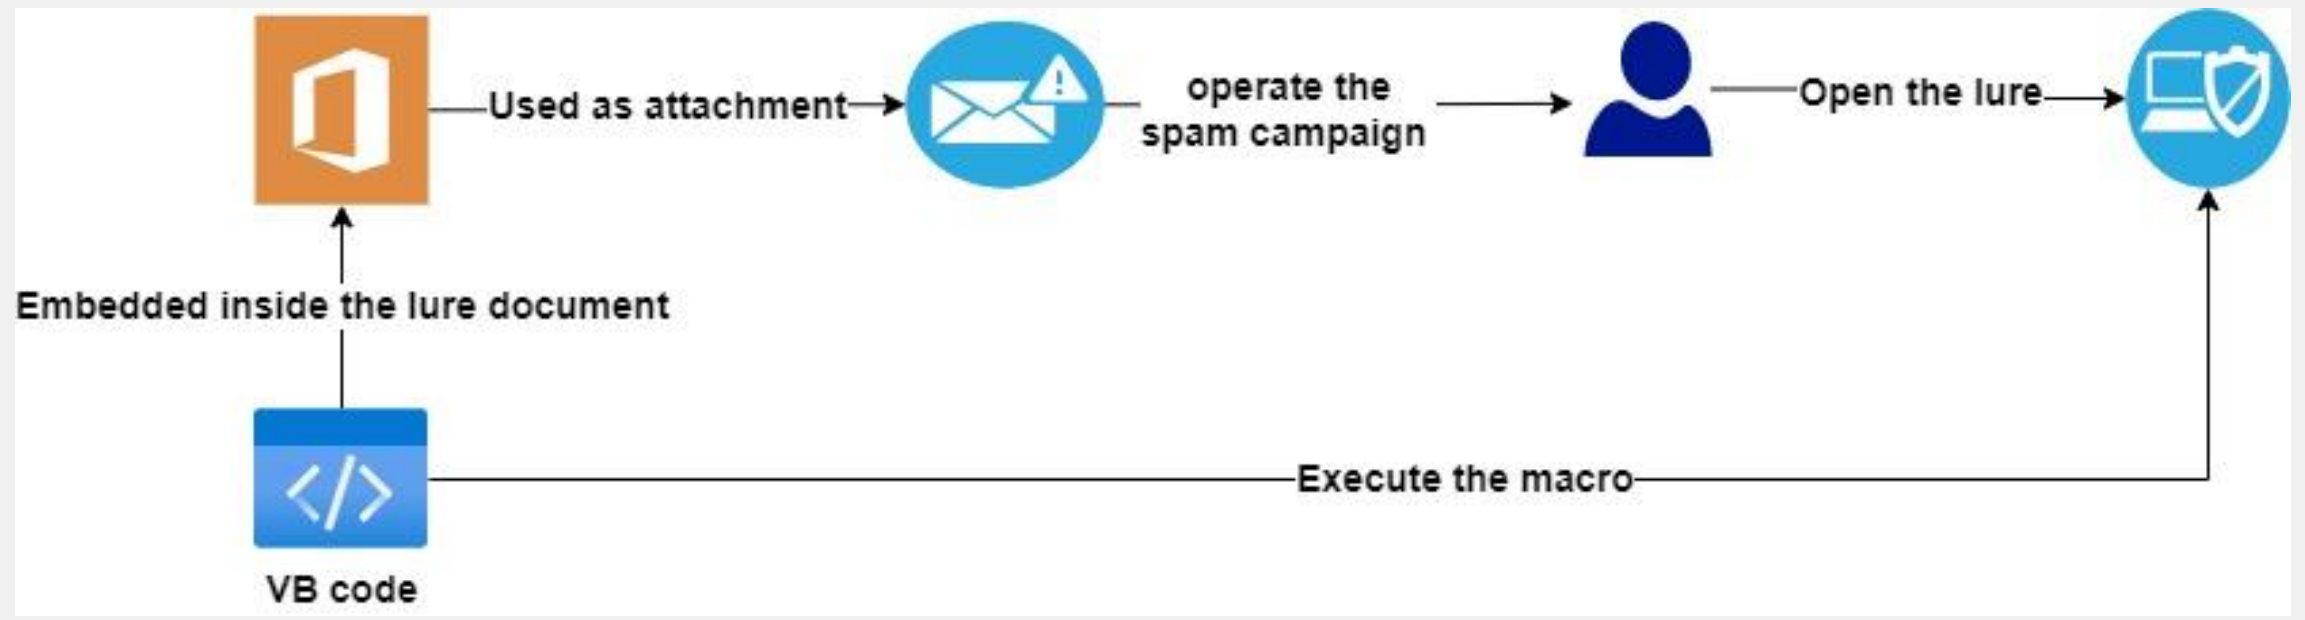 Used as attachment
operate the
spam campaign
Open the lure
Embedded inside the lure document
Execute the macro
VB code